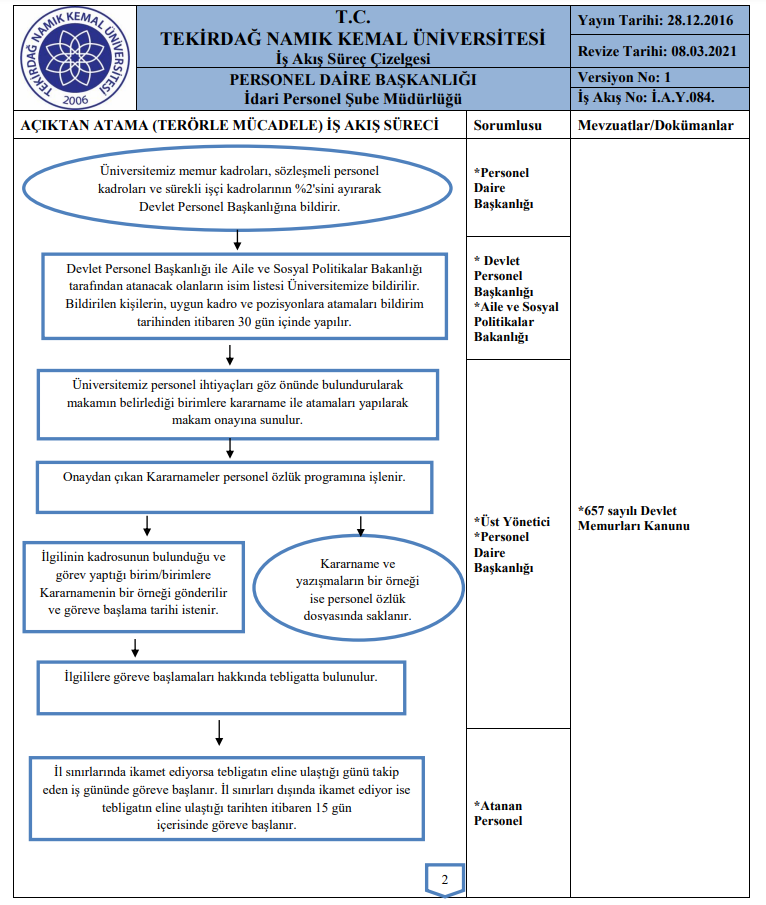 TEKİRDAĞ NAMIK KEMAL ÜNİVERSİTESİ
2006
T.C.
TEKİRDAĞ NAMIK KEMAL ÜNİVERSİTESİ
İş Akış Süreç Çizelgesi
PERSONEL DAİRE BAŞKANLIĞI
İdari Personel Şube Müdürlüğü
Yayın Tarihi: 28.12.2016
Revize Tarihi: 08.03.2021
Versiyon No: 1
İş Akış No: İ.A.Y.084.
AÇIKTAN ATAMA (TERÖRLE MÜCADELE) İŞ AKIŞ SÜRECİ
Sorumlusu
Mevzuatlar/Dokümanlar
Üniversitemiz memur kadroları, sözleşmeli personel
kadroları ve sürekli işçi kadrolarının %2'sini ayırarak
Devlet Personel Başkanlığına bildirir.
*Personel
Daire
Başkanlığı
Devlet Personel Başkanlığı ile Aile ve Sosyal Politikalar Bakanlığı
tarafından atanacak olanların isim listesi Üniversitemize bildirilir.
Bildirilen kişilerin, uygun kadro ve pozisyonlara atamaları bildirim
tarihinden itibaren 30 gün içinde yapılır.
* Devlet
Personel
Başkanlığı
*Aile ve Sosyal
Politikalar
Bakanlığı
Üniversitemiz personel ihtiyaçları göz önünde bulundurularak
makamın belirlediği birimlere kararname ile atamaları yapılarak
makam onayına sunulur.
Onaydan çıkan Kararnameler personel özlük programına işlenir.
İlgilinin kadrosunun bulunduğu ve
görev yaptığı birim/birimlere
Kararnamenin bir örneği gönderilir
ve göreve başlama tarihi istenir.
Kararname ve
yazışmaların bir örneği
ise personel özlük
dosyasında saklanır.
*Üst Yönetici
*Personel
Daire
Başkanlığı
*657 sayılı Devlet
Memurları Kanunu
İlgililere göreve başlamaları hakkında tebligatta bulunulur.
İl sınırlarında ikamet ediyorsa tebligatın eline ulaştığı günü takip
eden iş gününde göreve başlanır. İl sınırları dışında ikamet ediyor ise
tebligatın eline ulaştığı tarihten itibaren 15 gün
içerisinde göreve başlanır.
*Atanan
Personel
2